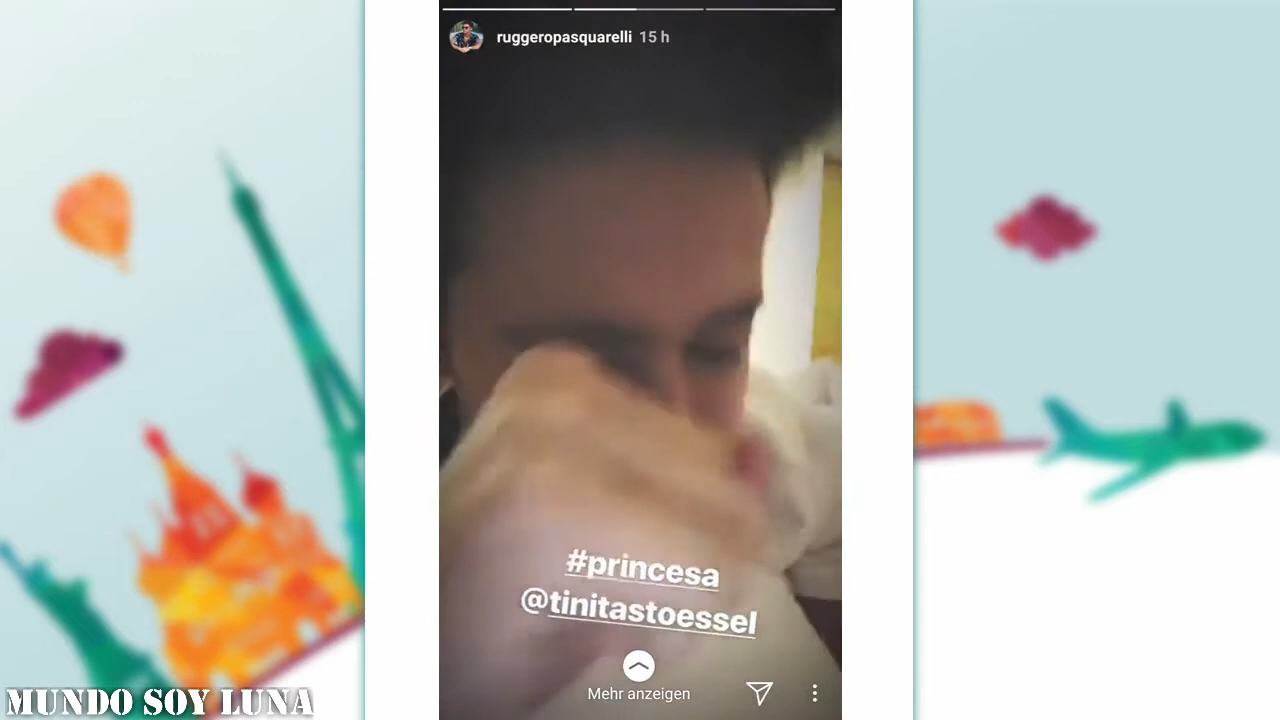 ruggeropasquarelli 15 h
#princesa
@tinitastoessel
Mehr anzeigen
MUNDO SOY LUNA